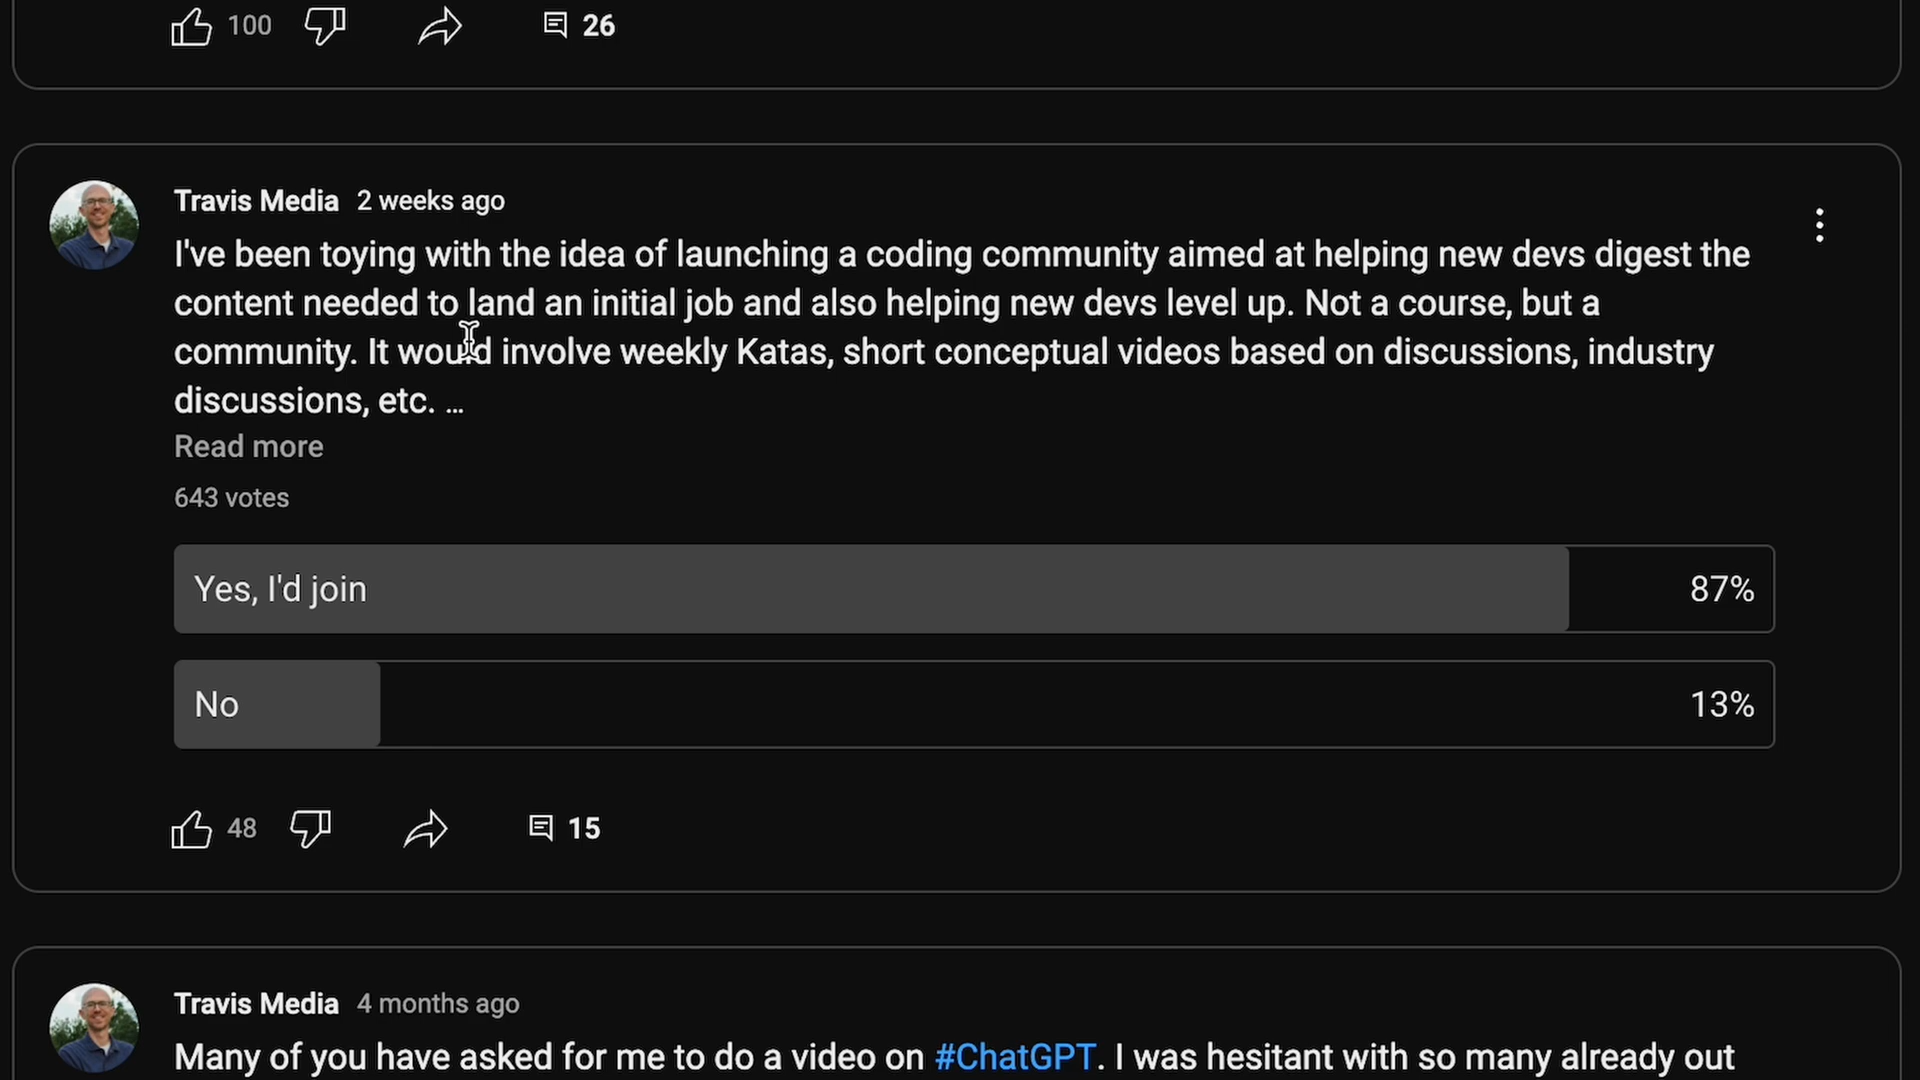 100 26
Travis Media 2 weeks ago
I've been toying with the idea of launching a coding community aimed at helping new devs digest the
content needed to land an initial job and also helping new devs level up. Not a course, but a
community. It would involve weekly Katas, short conceptual videos based on discussions, industry
discussions, etc. ...
Read more
643 votes
Yes, I'd join 87%
No 13%
48 15
Travis Media 4 months ago
Many of you have asked for me to do a video on #ChatGPT. I was hesitant with so many already out